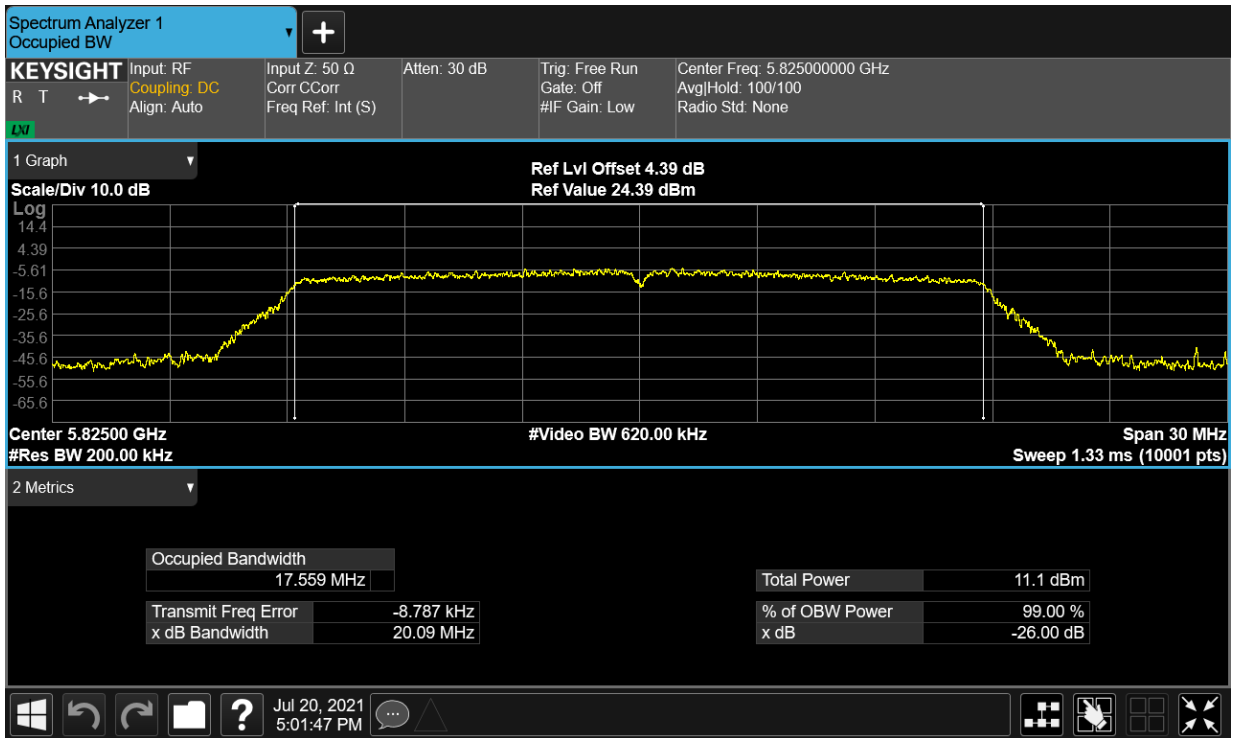 Spectrum Analyzer 1
Occupied BW
+
KEYSIGHT
R T
LXI
Input: RF
Coupling: DC
Align: Auto
Input Z: 50 Ω
Corr CCorr
Freq Ref: Int (S)
Atten: 30 dB
Trig: Free Run
Gate: Off
#IF Gain: Low
Center Freq: 5.825000000 GHz
Avg|Hold: 100/100
Radio Std: None
1 Graph
Ref Lvl Offset 4.39 dB
Scale/Div 10.0 dB
Ref Value 24.39 dBm
Log
14.4
4.39
-5.61
-15.6
-25.6
-35.6
-45.6
-55.6
-65.6
Center 5.82500 GHz
#Video BW 620.00 kHz
Span 30 MHz
#Res BW 200.00 kHz
Sweep 1.33 ms (10001 pts)
2 Metrics
Occupied Bandwidth
17.559 MHz
Total Power 11.1 dBm
Transmit Freq Error -8.787 kHz
% of OBW Power 99.00 %
x dB Bandwidth 20.09 MHz
x dB -26.00 dB
?
Jul 20, 2021
5:01:47 PM